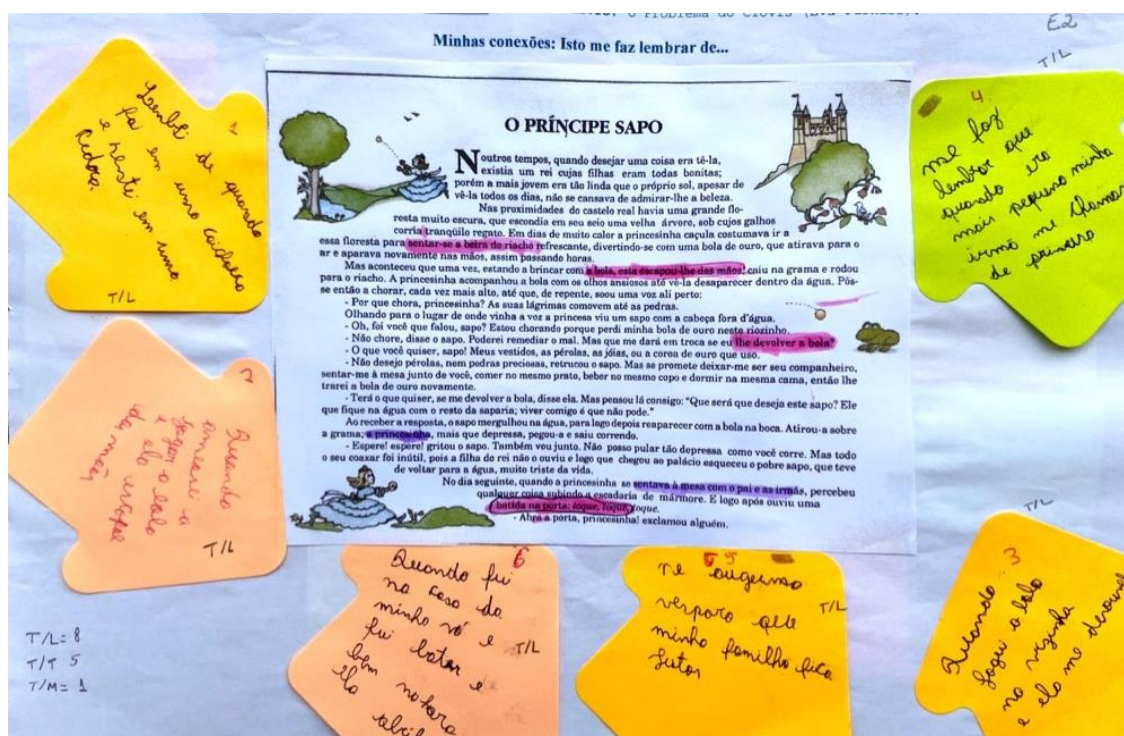 Minhas conexões: Isto me faz lembrar de...
E2
T/L
O PRÍNCIPE SAPO
Noutros tempos, quando desejar uma coisa era tê-la,
existia um rei cujas filhas eram todas bonitas;
porém a mais jovem era tão linda que o próprio sol, apesar de
vê-la todos os dias, não se cansava de admirar-lhe a beleza.
Nas proximidades do castelo real havia uma grande flo-
resta muito escura, que escondia em seu seio uma velha árvore, sob cujos galhos
corria tranqüilo regato. Em dias de muito calor a princesinha caçula costumava ir a
essa floresta para sentar-se a beira do riacho refrescante, divertindo-se com uma bola de ouro, que atirava para o
ar e aparava novamente nas mãos, assim passando horas.
Mas aconteceu que uma vez, estando a brincar com a bola, esta escapou-lhe das mãos, caiu na grama e rodou
para o riacho. A princesinha acompanhou a bola com os olhos ansiosos até vê-la desaparecer dentro da água. Pôs-
se então a chorar, cada vez mais alto, até que, de repente, soou uma voz ali perto:
- Por que chora, princesinha? As suas lágrimas comovem até as pedras.
Olhando para o lugar de onde vinha a voz a princesa viu um sapo com a cabeça fora d'água.
- Oh, foi você que falou, sapo? Estou chorando porque perdi minha bola de ouro neste riozinho.
- Não chore, disse o sapo. Poderei remediar o mal. Mas que me dará em troca se eu lhe devolver a bola?
- O que você quiser, sapo! Meus vestidos, as pérolas, as jóias, ou a coroa de ouro que uso.
- Não desejo pérolas, nem pedras preciosas, retrucou o sapo. Mas se promete deixar-me ser seu companheiro,
sentar-me à mesa junto de você, comer no mesmo prato, beber no mesmo copo e dormir na mesma cama, então lhe
trarei a bola de ouro novamente.
- Terá o que quiser, se me devolver a bola, disse ela. Mas pensou lá consigo: "Que será que deseja este sapo? Ele
que fique na água com o resto da saparia; viver comigo é que não pode."
Ao receber a resposta, o sapo mergulhou na água, para logo depois reaparecer com a bola na boca. Atirou-a sobre
a grama; a princesinha, mais que depressa, pegou-a e saiu correndo.
- Espere! espere! gritou o sapo. Também vou junto. Não posso pular tão depressa como você corre. Mas todo
o seu coaxar foi inútil, pois a filha do rei não o ouviu e logo que chegou ao palácio esqueceu o pobre sapo, que teve
de voltar para a água, muito triste da vida.
No dia seguinte, quando a princesinha se sentava à mesa com o pai e as irmãs, percebeu
qualquer coisa subindo a escadaria de mármore. E logo após ouviu uma
batida na porta: toque, toque, toque.
- Abra a porta, princesinha! exclamou alguém.
Lembi de quando
fui em uma
e
T/L
4
me faz
lembor que
quando era
mais pequeno minha
irmã me
de primeiro
2
Quando
a
e
T/L
6
Quando fui
na casa da
minha vó e
fui bater e
T/L
5
T/L
que
minha familha fica
3
T/L
Quando
joguei o bola
na vizinha
e ela me
T/L= 8
T/T 5
T/M= 1